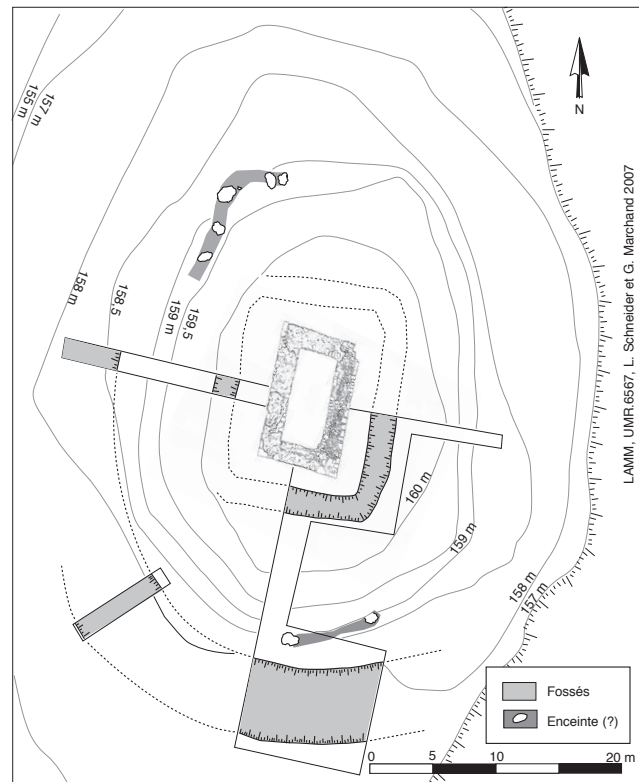 155 m
157 m
N
LAMM, UMR 6567, L. Schneider et G. Marchand 2007
158 m
158,5
159 m
159,5
160 m
159 m
158 m
157 m
Fossés
Enceinte (?)
0 5 10 20 m